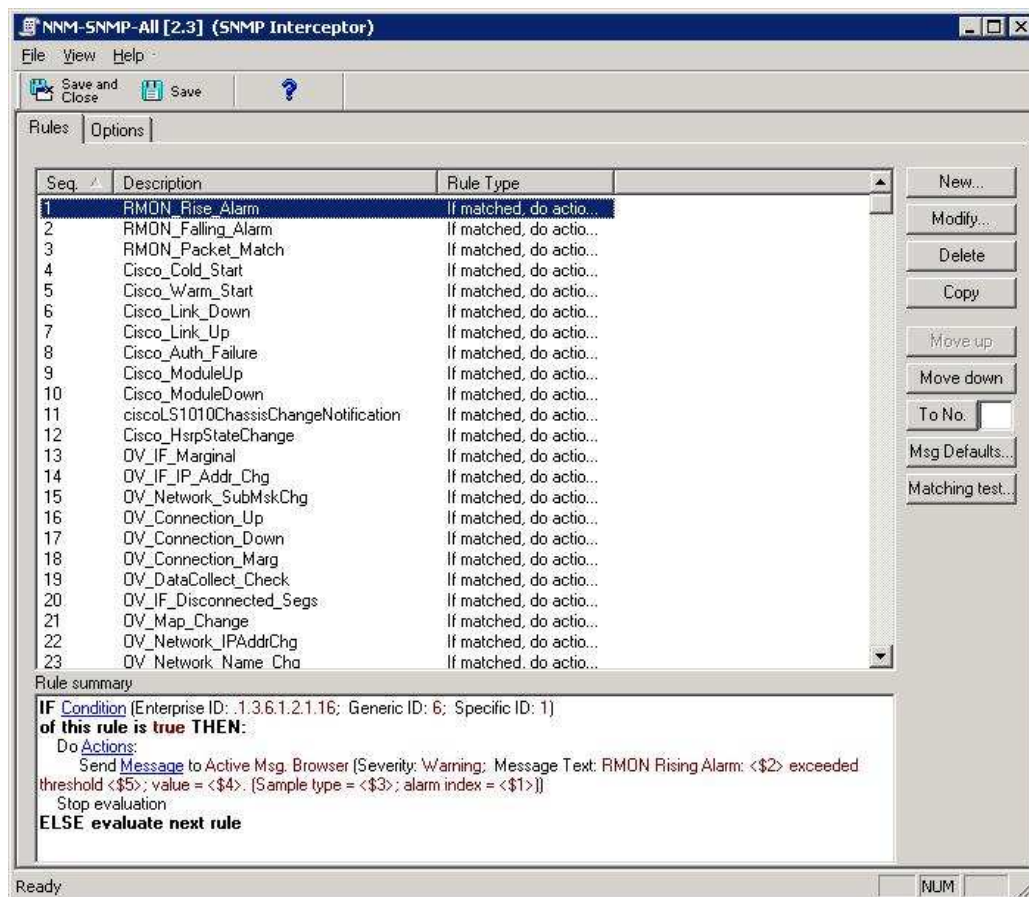 NNM-SNMP-All [2.3] (SNMP Interceptor)
File View Help
Save and Close Save ?
Rules Options
Seq. Description Rule Type
1 RMON_Rise_Alarm If matched, do actio...
2 RMON_Falling_Alarm If matched, do actio...
3 RMON_Packet_Match If matched, do actio...
4 Cisco_Cold_Start If matched, do actio...
5 Cisco_Warm_Start If matched, do actio...
6 Cisco_Link_Down If matched, do actio...
7 Cisco_Link_Up If matched, do actio...
8 Cisco_Auth_Failure If matched, do actio...
9 Cisco_ModuleUp If matched, do actio...
10 Cisco_ModuleDown If matched, do actio...
11 ciscoLS1010ChassisChangeNotification If matched, do actio...
12 Cisco_HsrpStateChange If matched, do actio...
13 OV_IF_Marginal If matched, do actio...
14 OV_IF_IP_Addr_Chg If matched, do actio...
15 OV_Network_SubMskChg If matched, do actio...
16 OV_Connection_Up If matched, do actio...
17 OV_Connection_Down If matched, do actio...
18 OV_Connection_Marg If matched, do actio...
19 OV_DataCollect_Check If matched, do actio...
20 OV_IF_Disconnected_Segs If matched, do actio...
21 OV_Map_Change If matched, do actio...
22 OV_Network_IPAddrChg If matched, do actio...
23 OV_Network_Name_Chg If matched, do actio...
New...
Modify...
Delete
Copy
Move up
Move down
To No.
Msg Defaults...
Matching test...
Rule summary
IF Condition (Enterprise ID: .1.3.6.1.2.1.16; Generic ID: 6; Specific ID: 1)
of this rule is true THEN:
Do Actions:
Send Message to Active Msg. Browser (Severity: Warning; Message Text: RMON Rising Alarm: <$2> exceeded
threshold <$5>; value = <$4>. (Sample type = <$3>; alarm index = <$1>))
Stop evaluation
ELSE evaluate next rule
Ready NUM